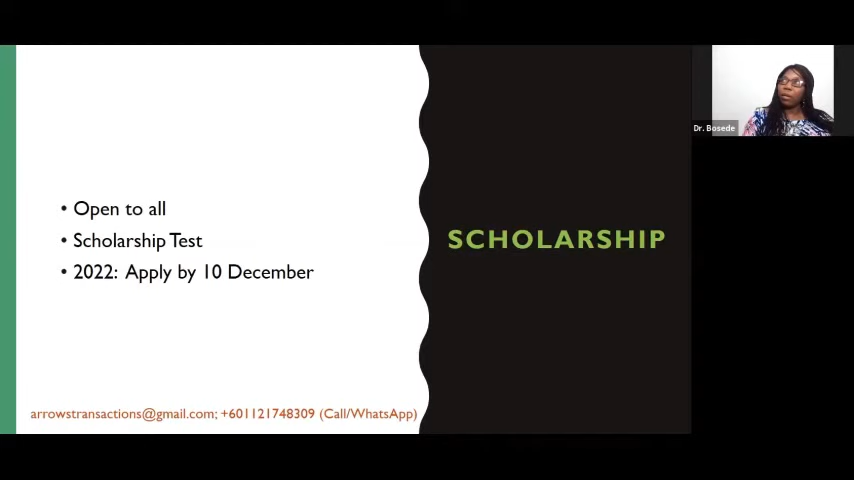 • Open to all
• Scholarship Test
• 2022: Apply by 10 December
SCHOLARSHIP
arrowstransactions@gmail.com; +601121748309 (Call/WhatsApp)
Dr. Bosede